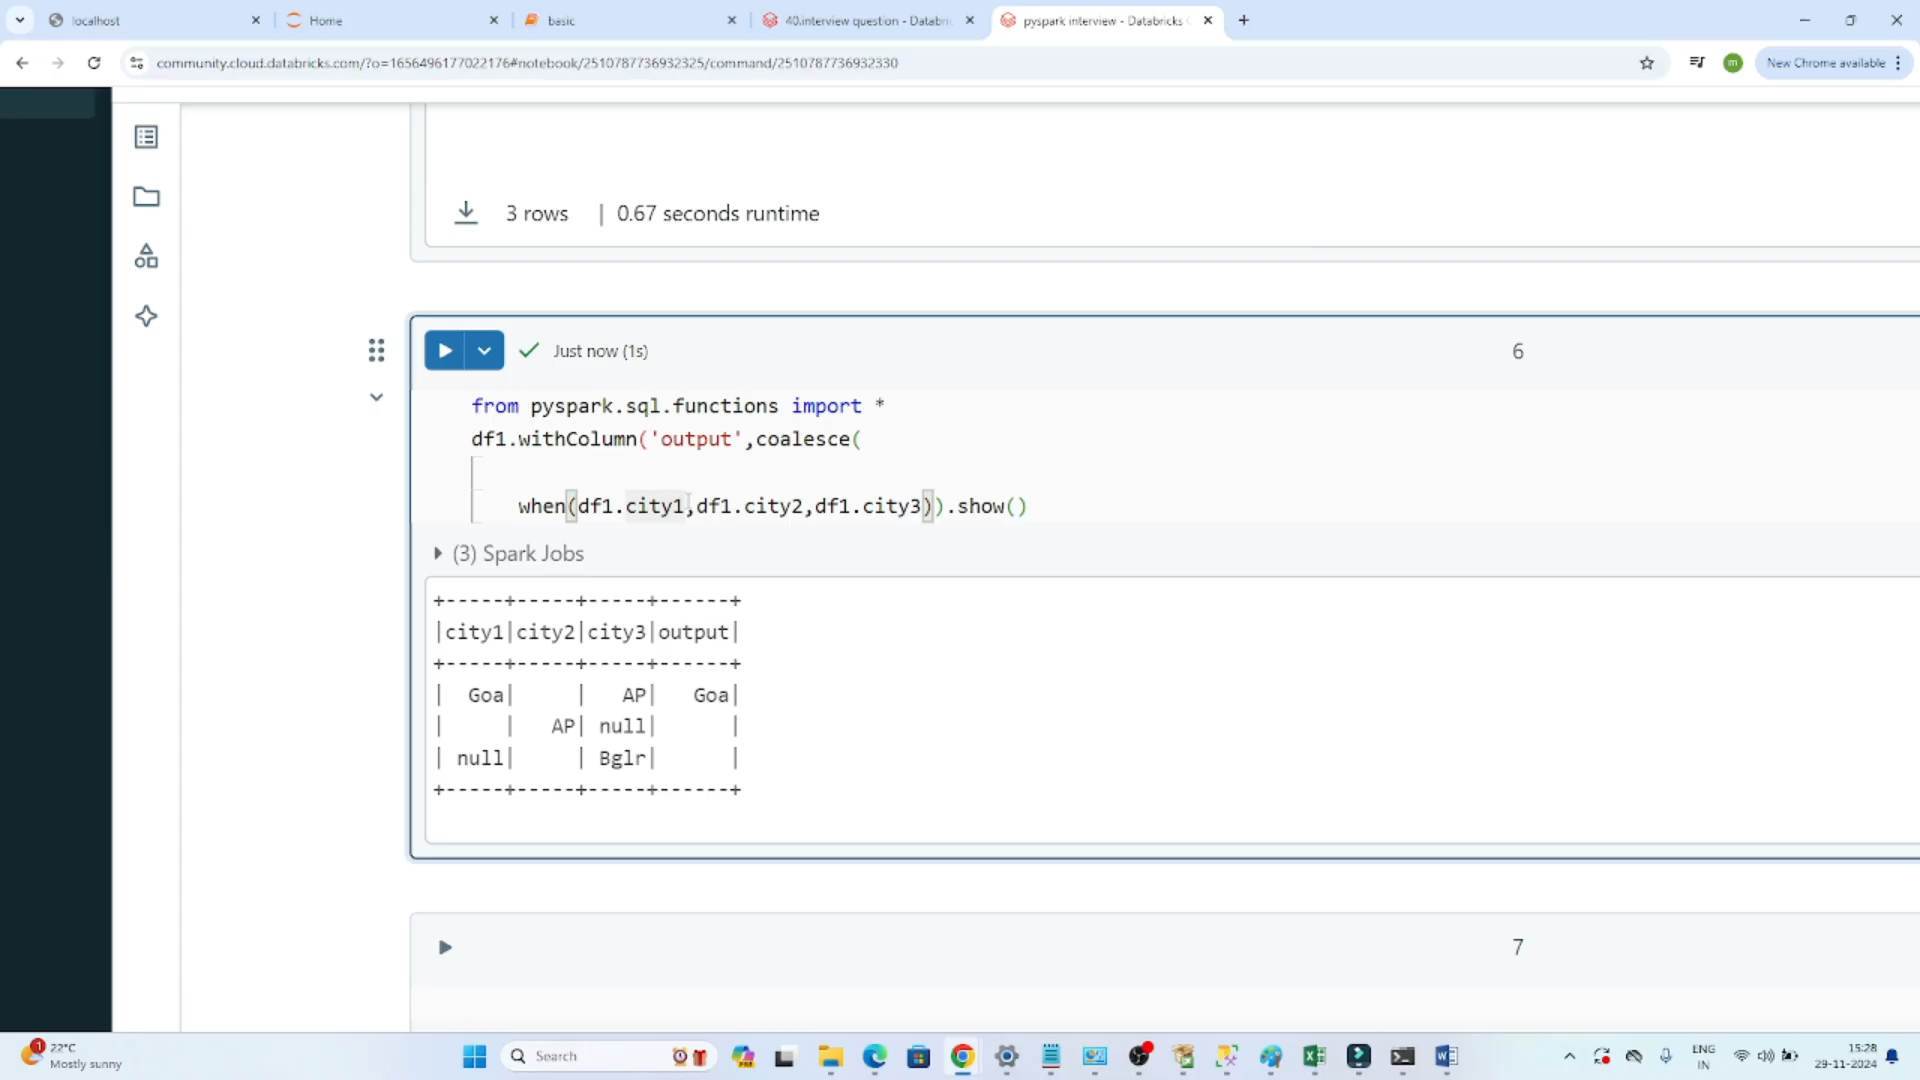 localhost
Home
basic
40.interview question - Databri
pyspark interview - Databricks
community.cloud.databricks.com/?o=1656496177022176#notebook/2510787736932325/command/2510787736932330
m
New Chrome available
3 rows | 0.67 seconds runtime
Just now (1s)
6
from pyspark.sql.functions import *
df1.withColumn('output',coalesce(
when(df1.city1,df1.city2,df1.city3)).show()
(3) Spark Jobs
+-----+-----+-----+------+
|city1|city2|city3|output|
+-----+-----+-----+------+
|  Goa|     |   AP|   Goa|
|     |   AP| null|      |
| null|     | Bglr|      |
+-----+-----+-----+------+
7
1
22°C
Mostly sunny
Search
ENG
IN
15:28
29-11-2024